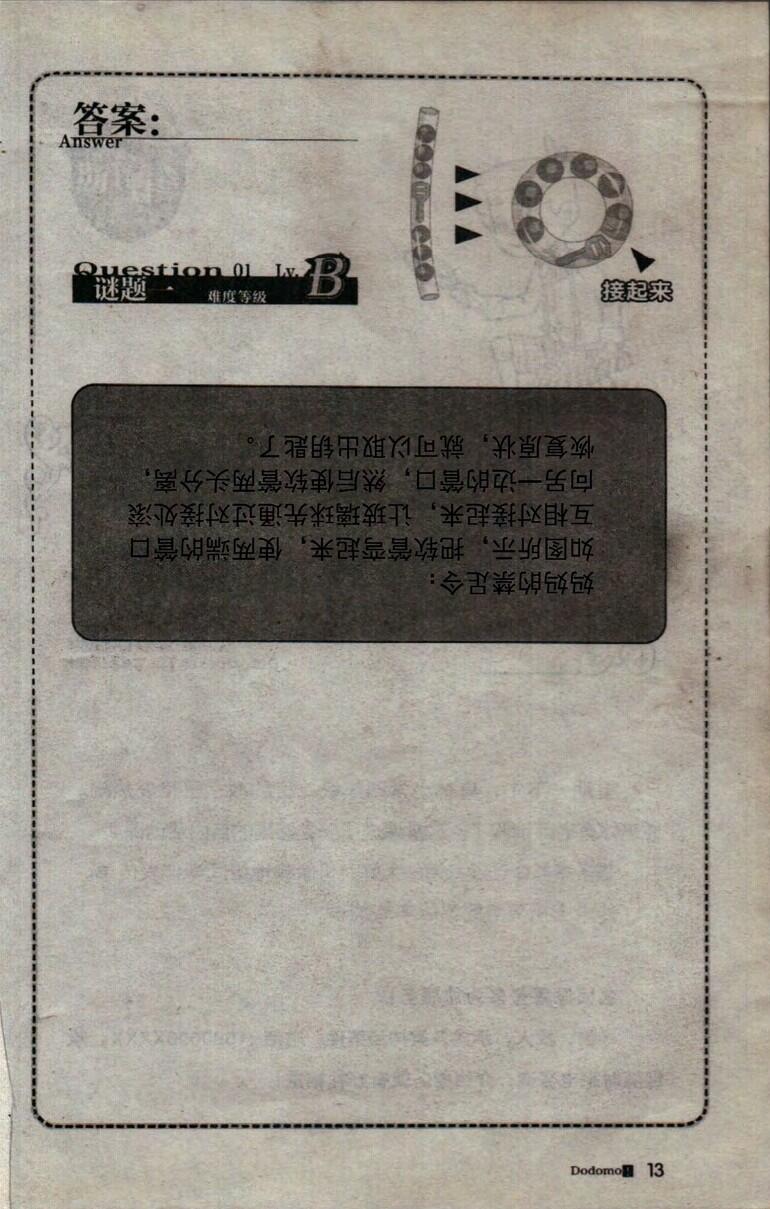 答案：
Answer
Question 01 Lv. B
谜题一 难度等级
接起来
妈妈的禁足令：
如图所示，把软管弯起来，使两端的管口
互相对接起来，让玻璃球先通过对接处滚
向另一边的管口，然后使软管两头分离，
恢复原状，就可以取出钥匙了。
Dodomo! 13